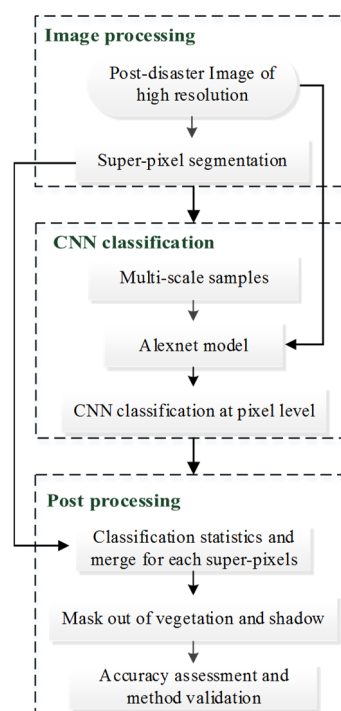 Image processing
Post-disaster Image of
high resolution
Super-pixel segmentation
CNN classification
Multi-scale samples
Alexnet model
CNN classification at pixel level
Post processing
Classification statistics and
merge for each super-pixels
Mask out of vegetation and shadow
Accuracy assessment and
method validation